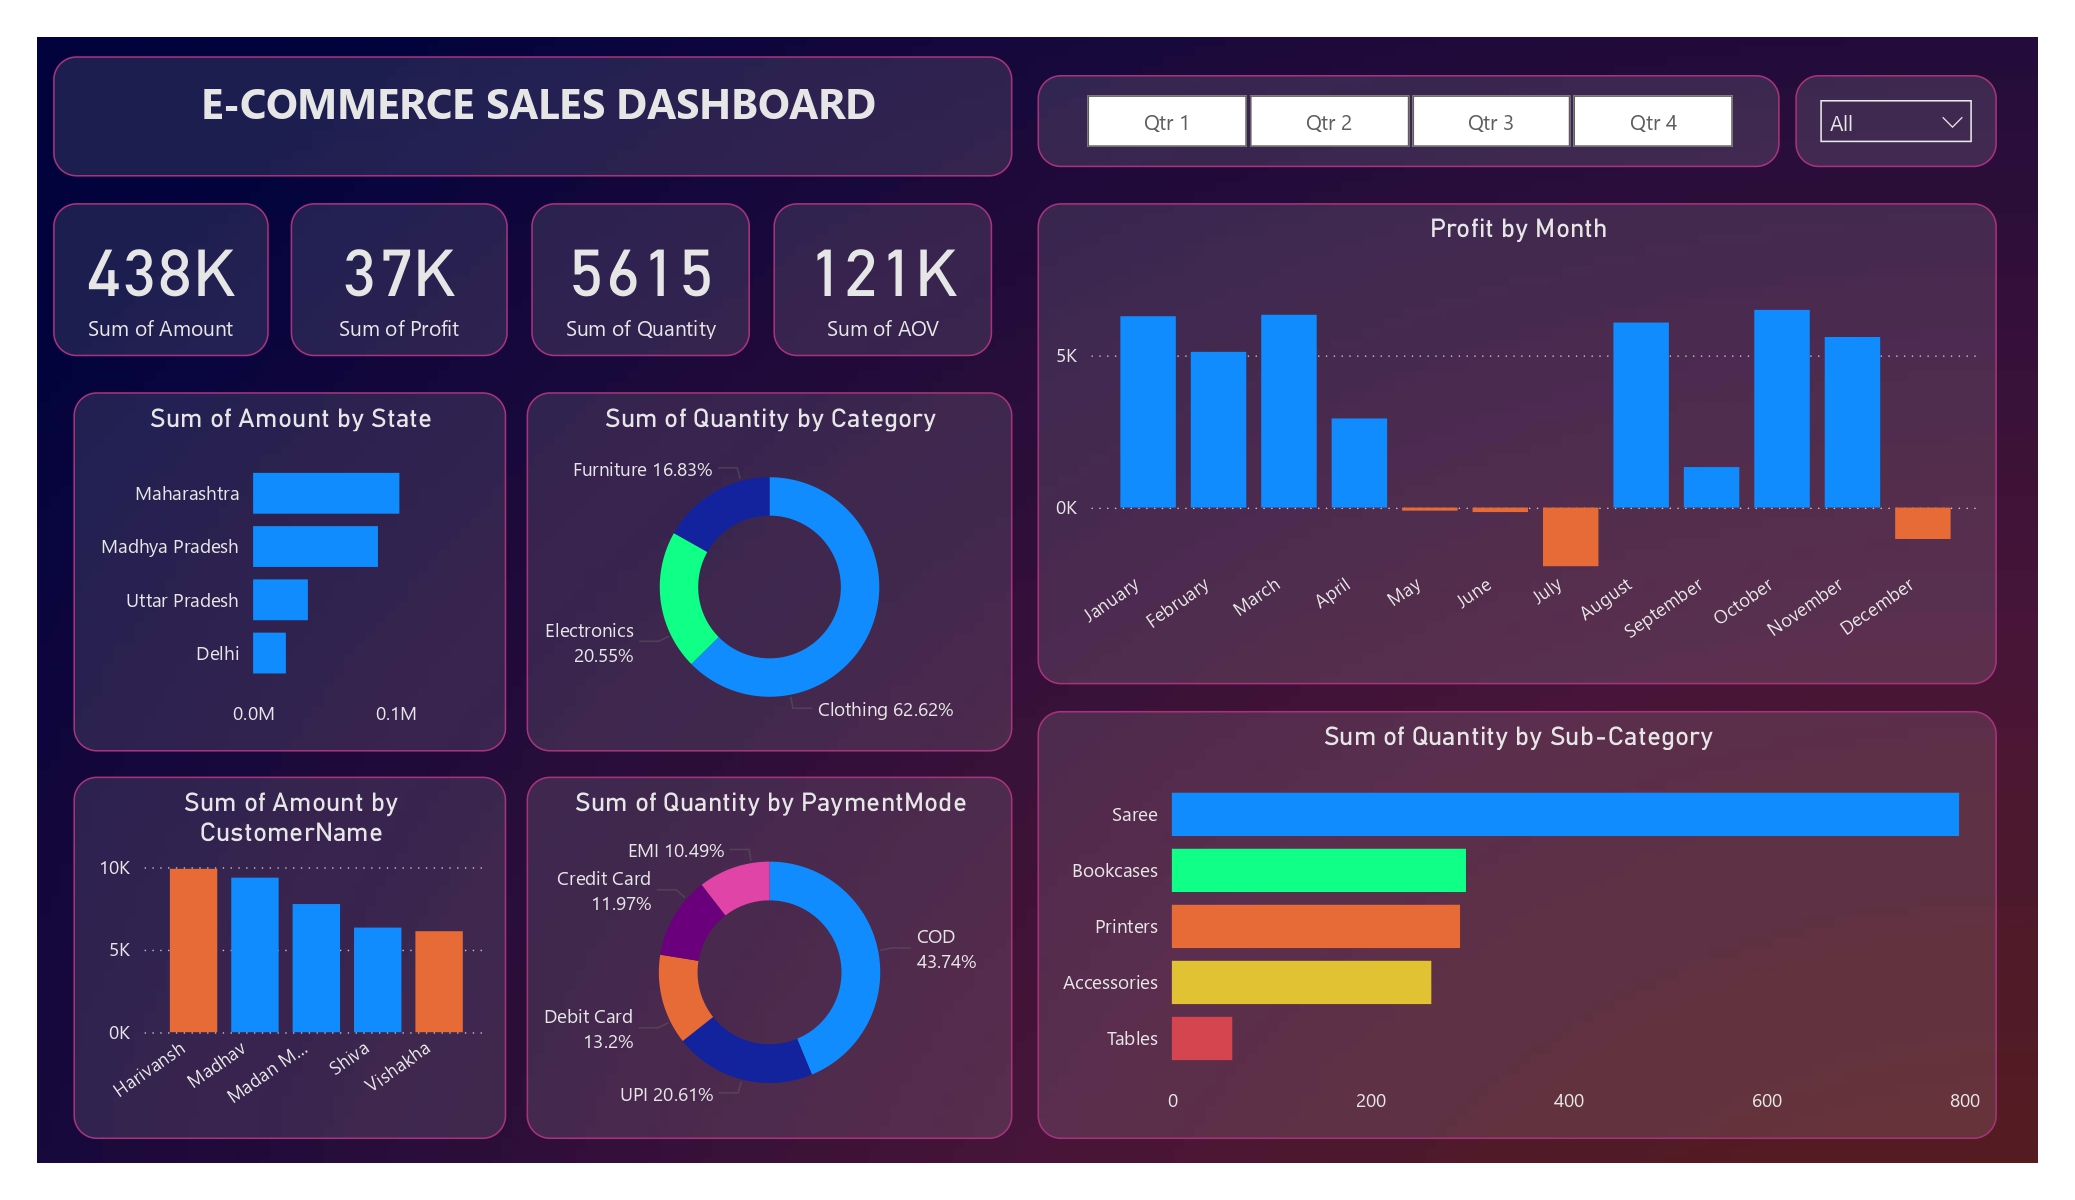 E-COMMERCE SALES DASHBOARD
Qtr 1
Qtr 2
Qtr 3
Qtr 4
All
438K
Sum of Amount
37K
Sum of Profit
5615
Sum of Quantity
121K
Sum of AOV
Profit by Month
5K
0K
January
February
March
April
May
June
July
August
September
October
November
December
Sum of Amount by State
Maharashtra
Madhya Pradesh
Uttar Pradesh
Delhi
0.0M
0.1M
Sum of Quantity by Category
Furniture 16.83%
Electronics
20.55%
Clothing 62.62%
Sum of Quantity by Sub-Category
Saree
Bookcases
Printers
Accessories
Tables
0
200
400
600
800
Sum of Amount by
CustomerName
10K
5K
0K
Harivansh
Madhav
Madan M...
Shiva
Vishakha
Sum of Quantity by PaymentMode
EMI 10.49%
Credit Card
11.97%
COD
43.74%
Debit Card
13.2%
UPI 20.61%